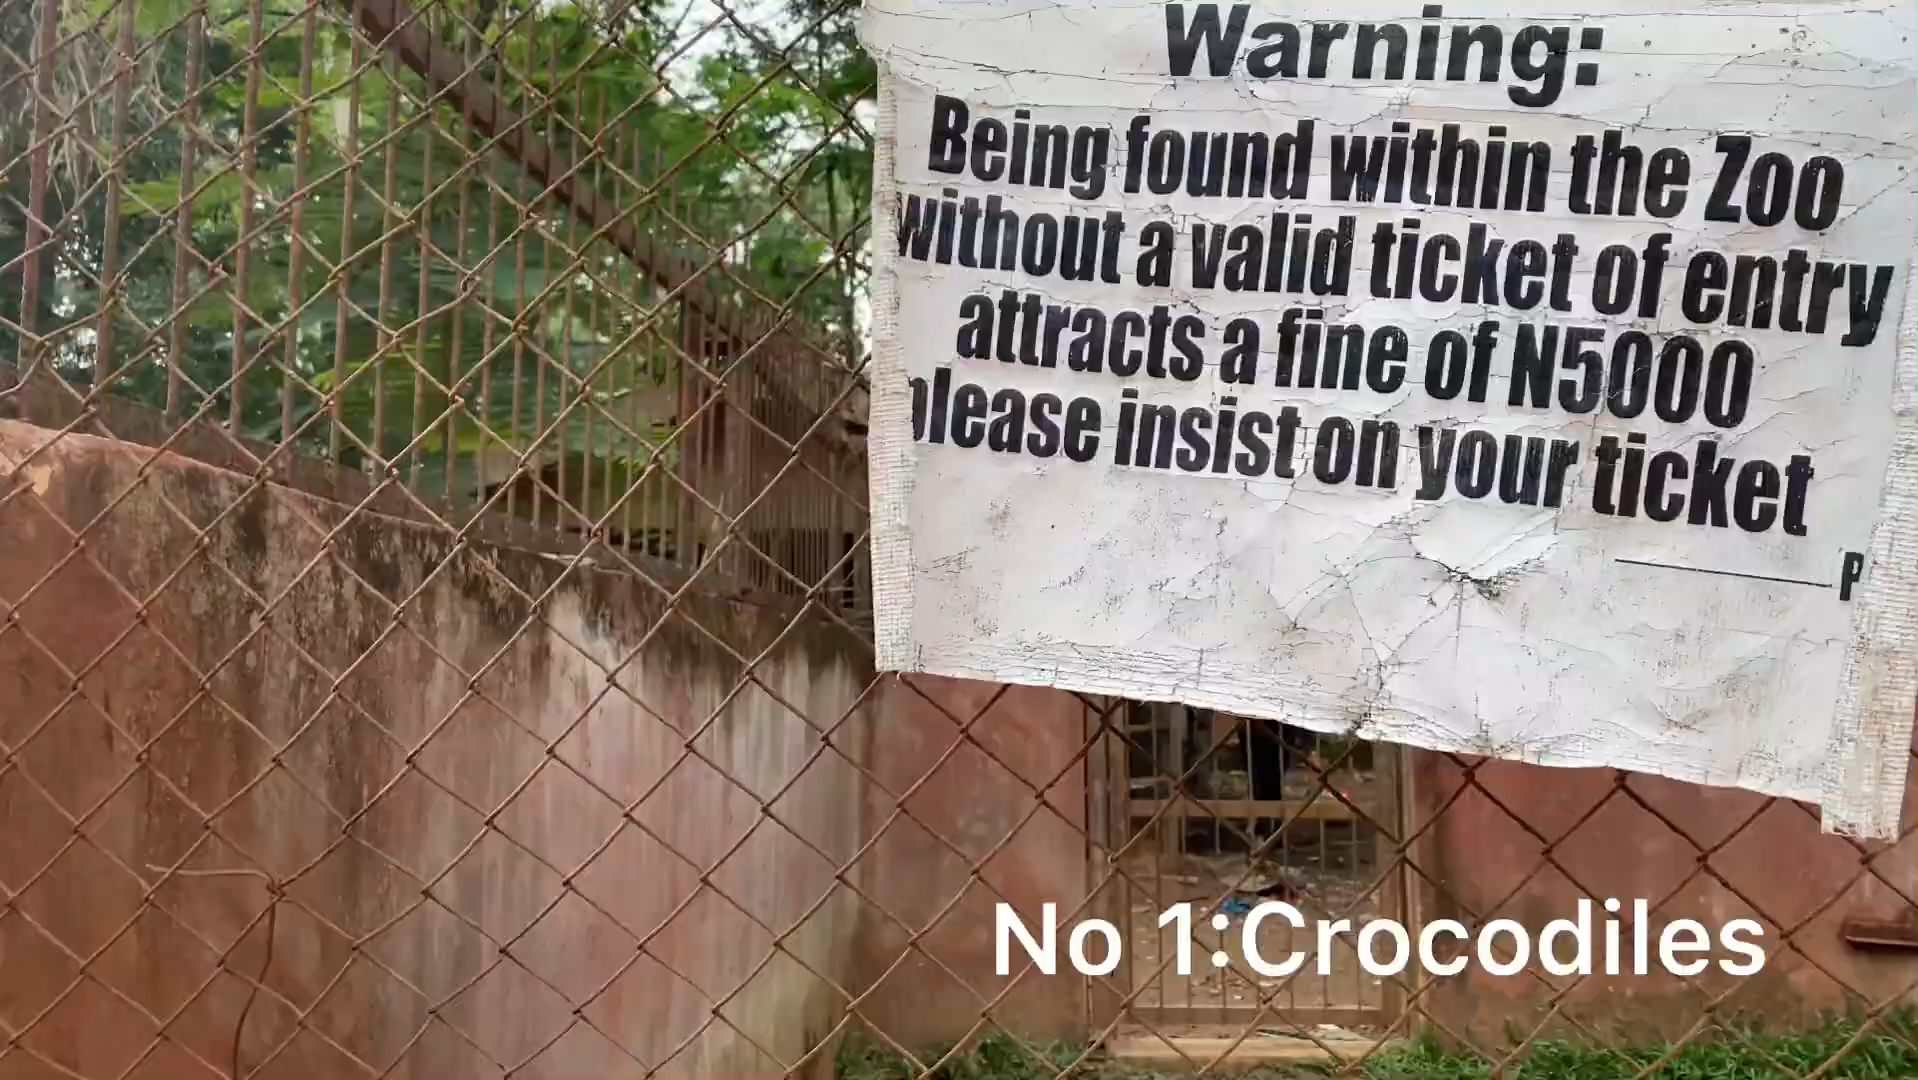 Warning:
Being found within the Zoo
without a valid ticket of entry
attracts a fine of N5000
please insist on your ticket
P
No 1:Crocodiles